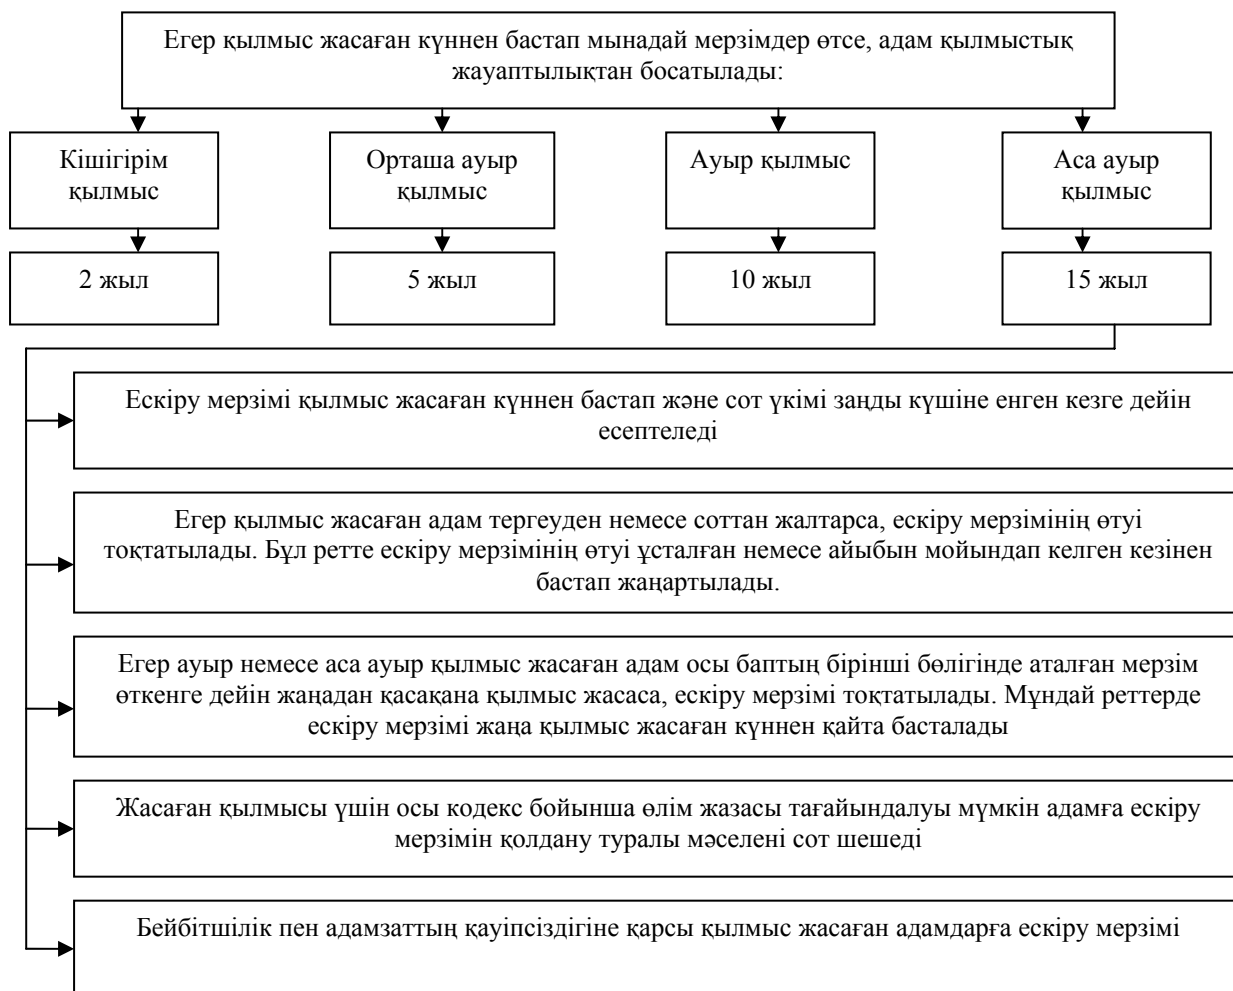 Егер қылмыс жасаған күннен бастап мынадай мерзімдер өтсе, адам қылмыстық
жауаптылықтан босатылады:
Кішігірім
қылмыс
Орташа ауыр
қылмыс
Ауыр қылмыс
Аса ауыр
қылмыс
2 жыл
5 жыл
10 жыл
15 жыл
Ескіру мерзімі қылмыс жасаған күннен бастап және сот үкімі заңды күшіне енген кезге дейін
есептеледі
Егер қылмыс жасаған адам тергеуден немесе соттан жалтарса, ескіру мерзімінің өтуі
тоқтатылады. Бұл ретте ескіру мерзімінің өтуі ұсталған немесе айыбын мойындап келген кезінен
бастап жаңартылады.
Егер ауыр немесе аса ауыр қылмыс жасаған адам осы баптың бірінші бөлігінде аталған мерзім
өткенге дейін жаңадан қасақана қылмыс жасаса, ескіру мерзімі тоқтатылады. Мұндай реттерде
ескіру мерзімі жаңа қылмыс жасаған күннен қайта басталады
Жасаған қылмысы үшін осы кодекс бойынша өлім жазасы тағайындалуы мүмкін адамға ескіру
мерзімін қолдану туралы мәселені сот шешеді
Бейбітшілік пен адамзаттың қауіпсіздігіне қарсы қылмыс жасаған адамдарға ескіру мерзімі